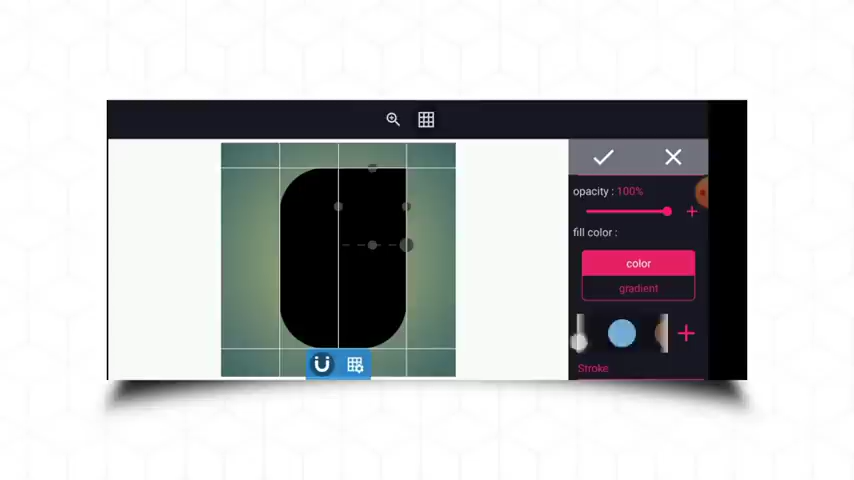 opacity : 100%
fill color :
color
gradient
Stroke